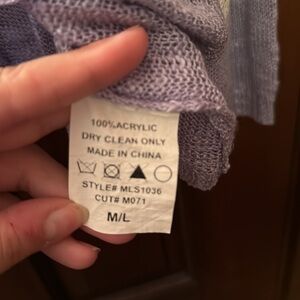 100%ACRYLIC
DRY CLEAN ONLY
MADE IN CHINA
STYLE# MLS1036
CUT# M071
M/L